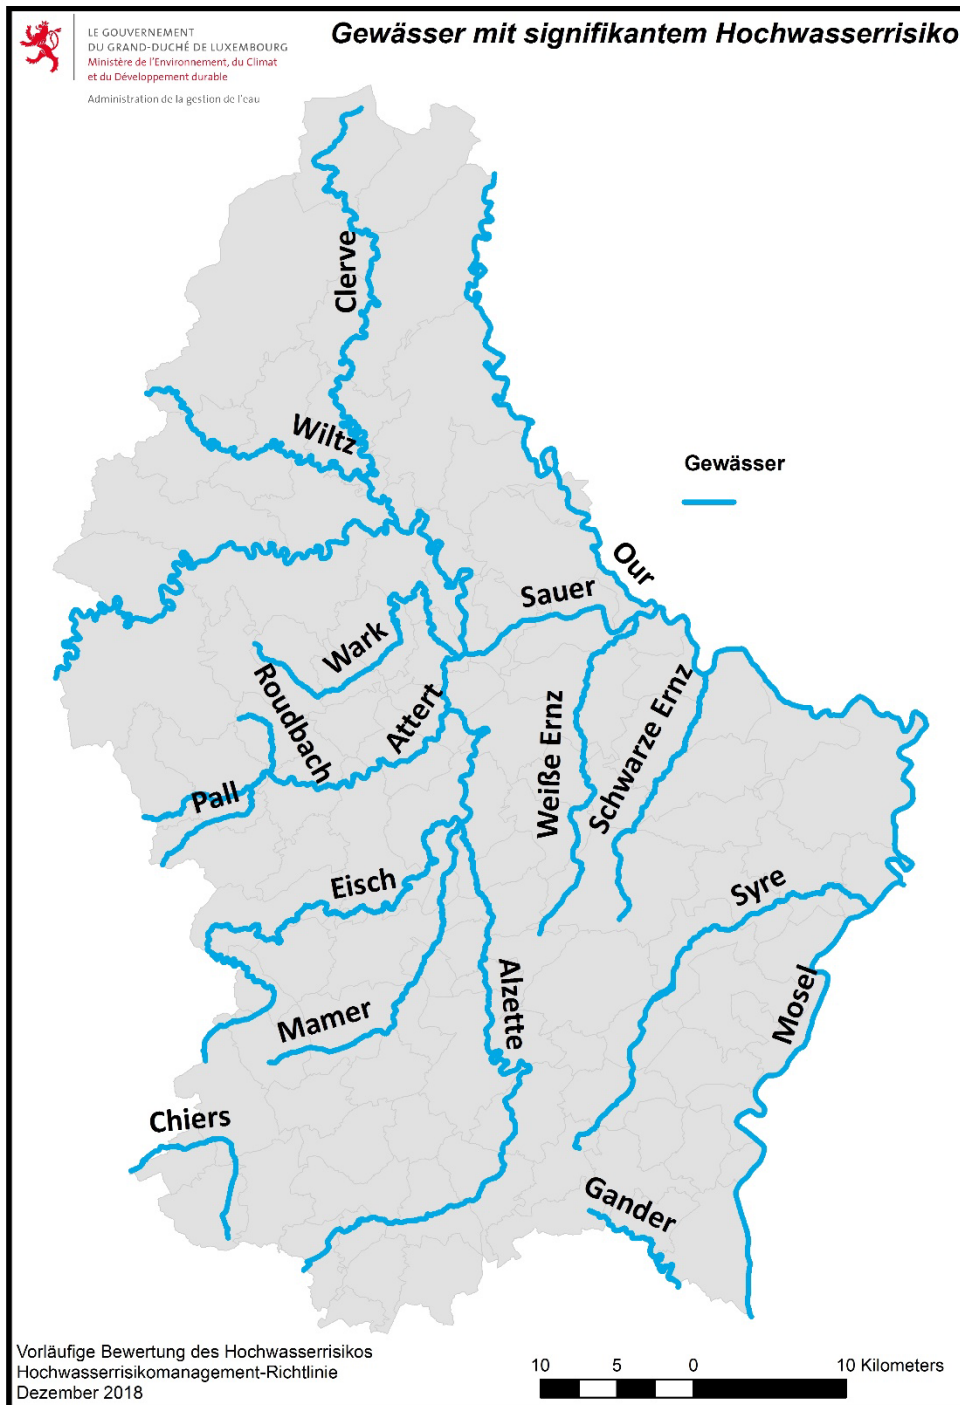 LE GOUVERNEMENT
DU GRAND-DUCHÉ DE LUXEMBOURG
Ministère de l'Environnement, du Climat
et du Développement durable
Administration de la gestion de l'eau
Gewässer mit signifikantem Hochwasserrisiko
Clerve
Wiltz
Gewässer
Our
Sauer
Wark
Roudbach
Attert
Weiße Ernz
Schwarze Ernz
Pall
Eisch
Syre
Alzette
Mosel
Mamer
Chiers
Gander
Vorläufige Bewertung des Hochwasserrisikos
Hochwasserrisikomanagement-Richtlinie
Dezember 2018
10 5 0 10 Kilometers